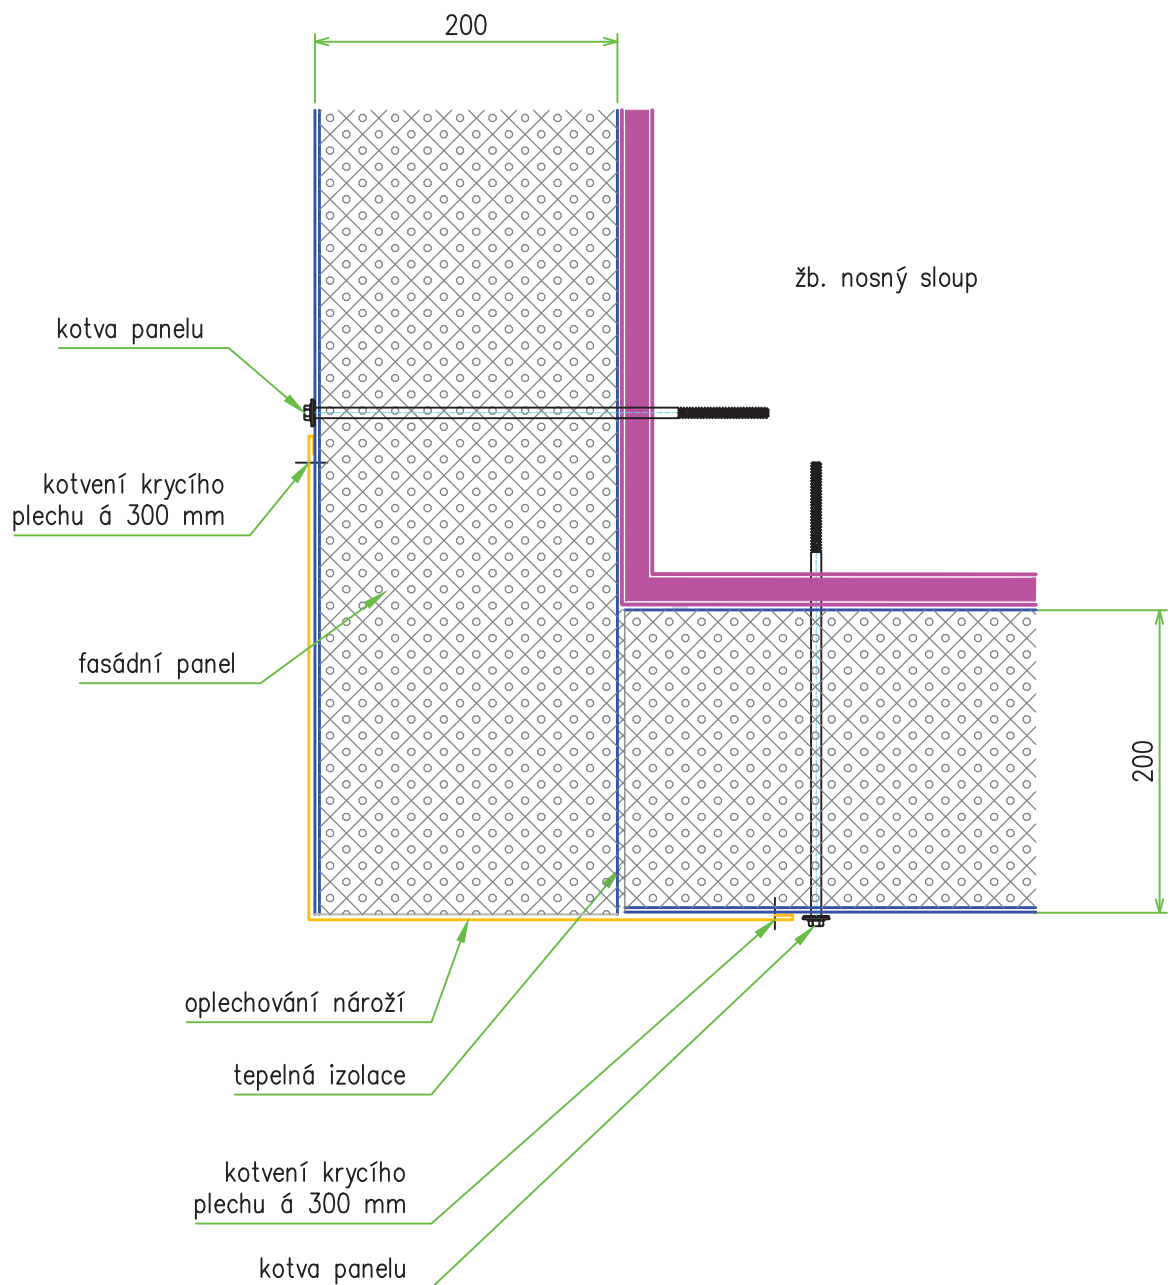 200
žb. nosný sloup
kotva panelu
kotvení krycího
plechu á 300 mm
fasádní panel
200
oplechování nároží
tepelná izolace
kotvení krycího
plechu á 300 mm
kotva panelu